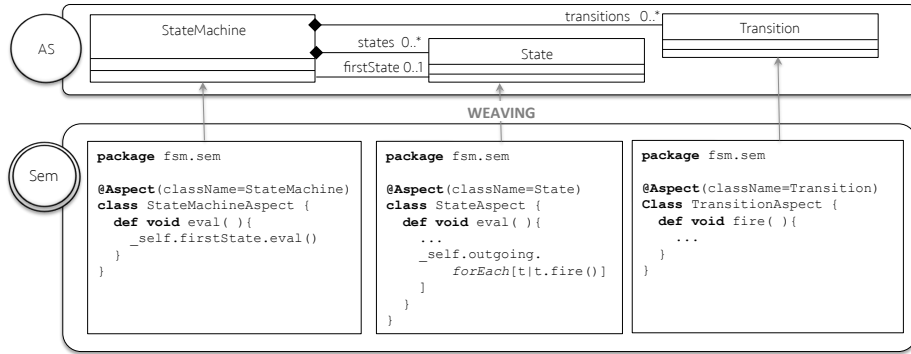 AS
StateMachine
transitions 0..*
Transition
states 0..*
State
firstState 0..1
WEAVING
Sem
package fsm.sem
@Aspect(className=StateMachine)
class StateMachineAspect {
def void eval( ){
_self.firstState.eval()
}
}
package fsm.sem
@Aspect(className=State)
class StateAspect {
def void eval( ){
...
_self.outgoing.
forEach[t|t.fire()]
]
}
}
package fsm.sem
@Aspect(className=Transition)
Class TransitionAspect {
def void fire( ){
...
}
}